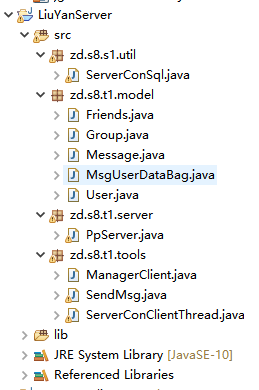 LiuYanServer
src
zd.s8.s1.util
ServerConSql.java
zd.s8.t1.model
Friends.java
Group.java
Message.java
MsgUserDataBag.java
User.java
zd.s8.t1.server
PpServer.java
zd.s8.t1.tools
ManagerClient.java
SendMsg.java
ServerConClientThread.java
lib
JRE System Library [JavaSE-10]
Referenced Libraries